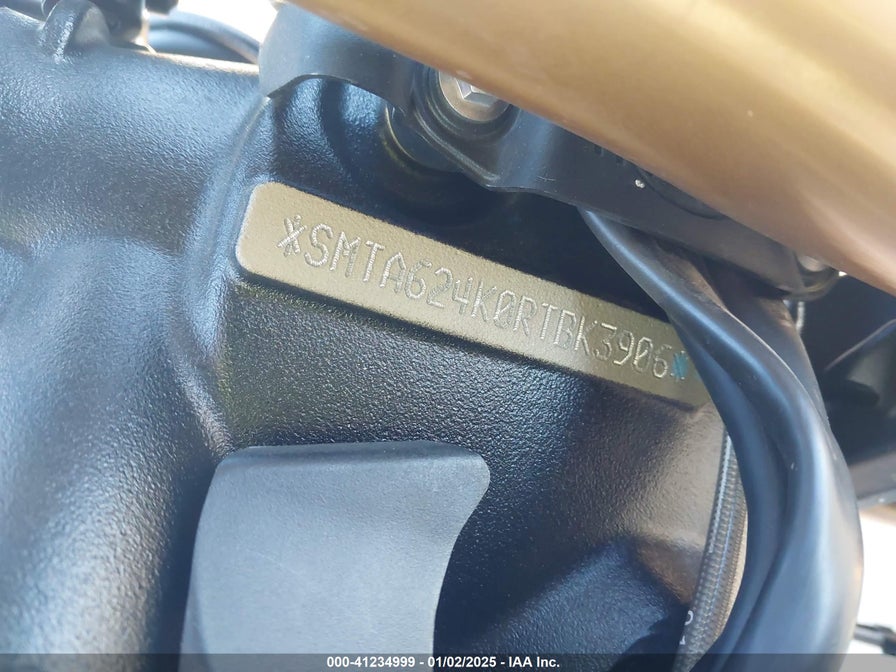 *SMTA624K0RTBK3906*
000-41234999 | 01/02/2025 - IAA Inc.